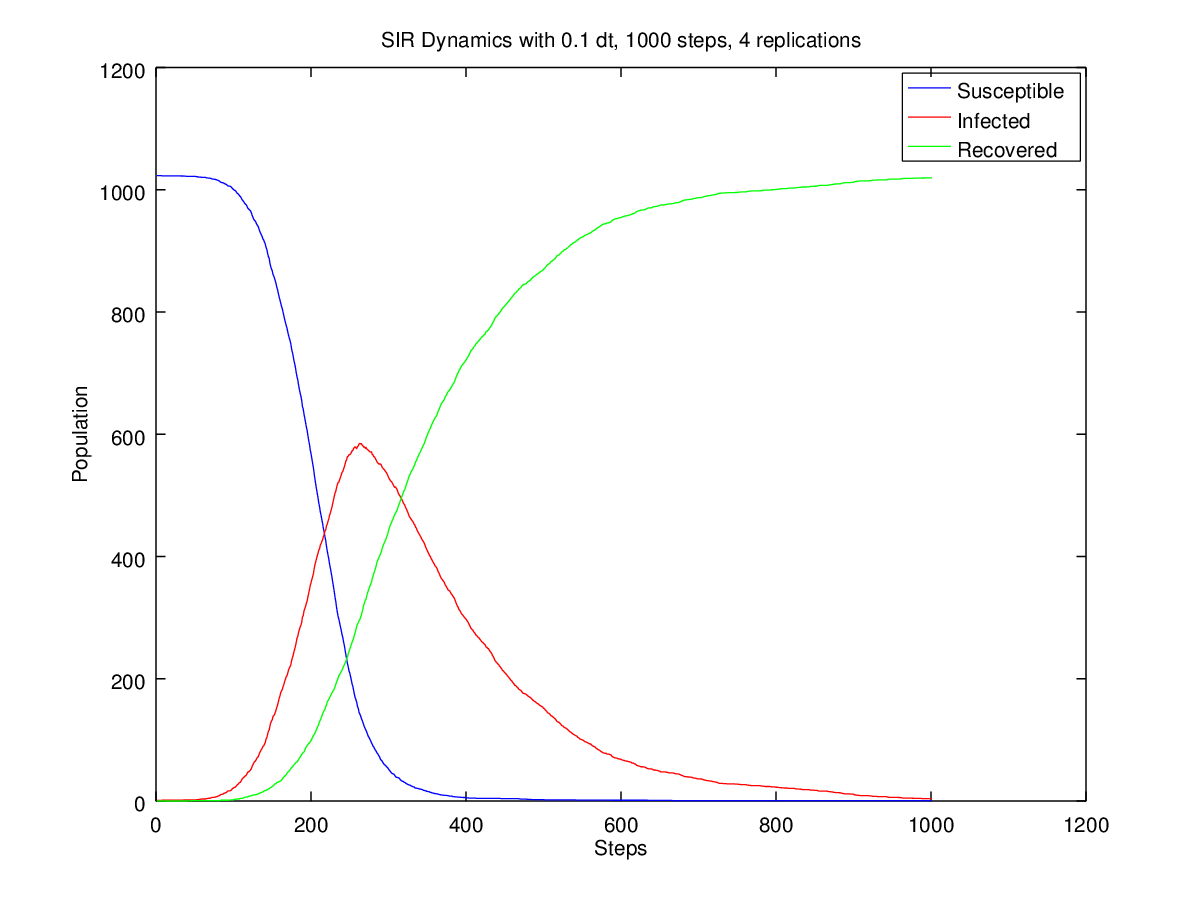 SIR Dynamics with 0.1 dt, 1000 steps, 4 replications
1200
1000
800
600
400
200
0
Population
Susceptible
Infected
Recovered
0 200 400 600 800 1000 1200
Steps